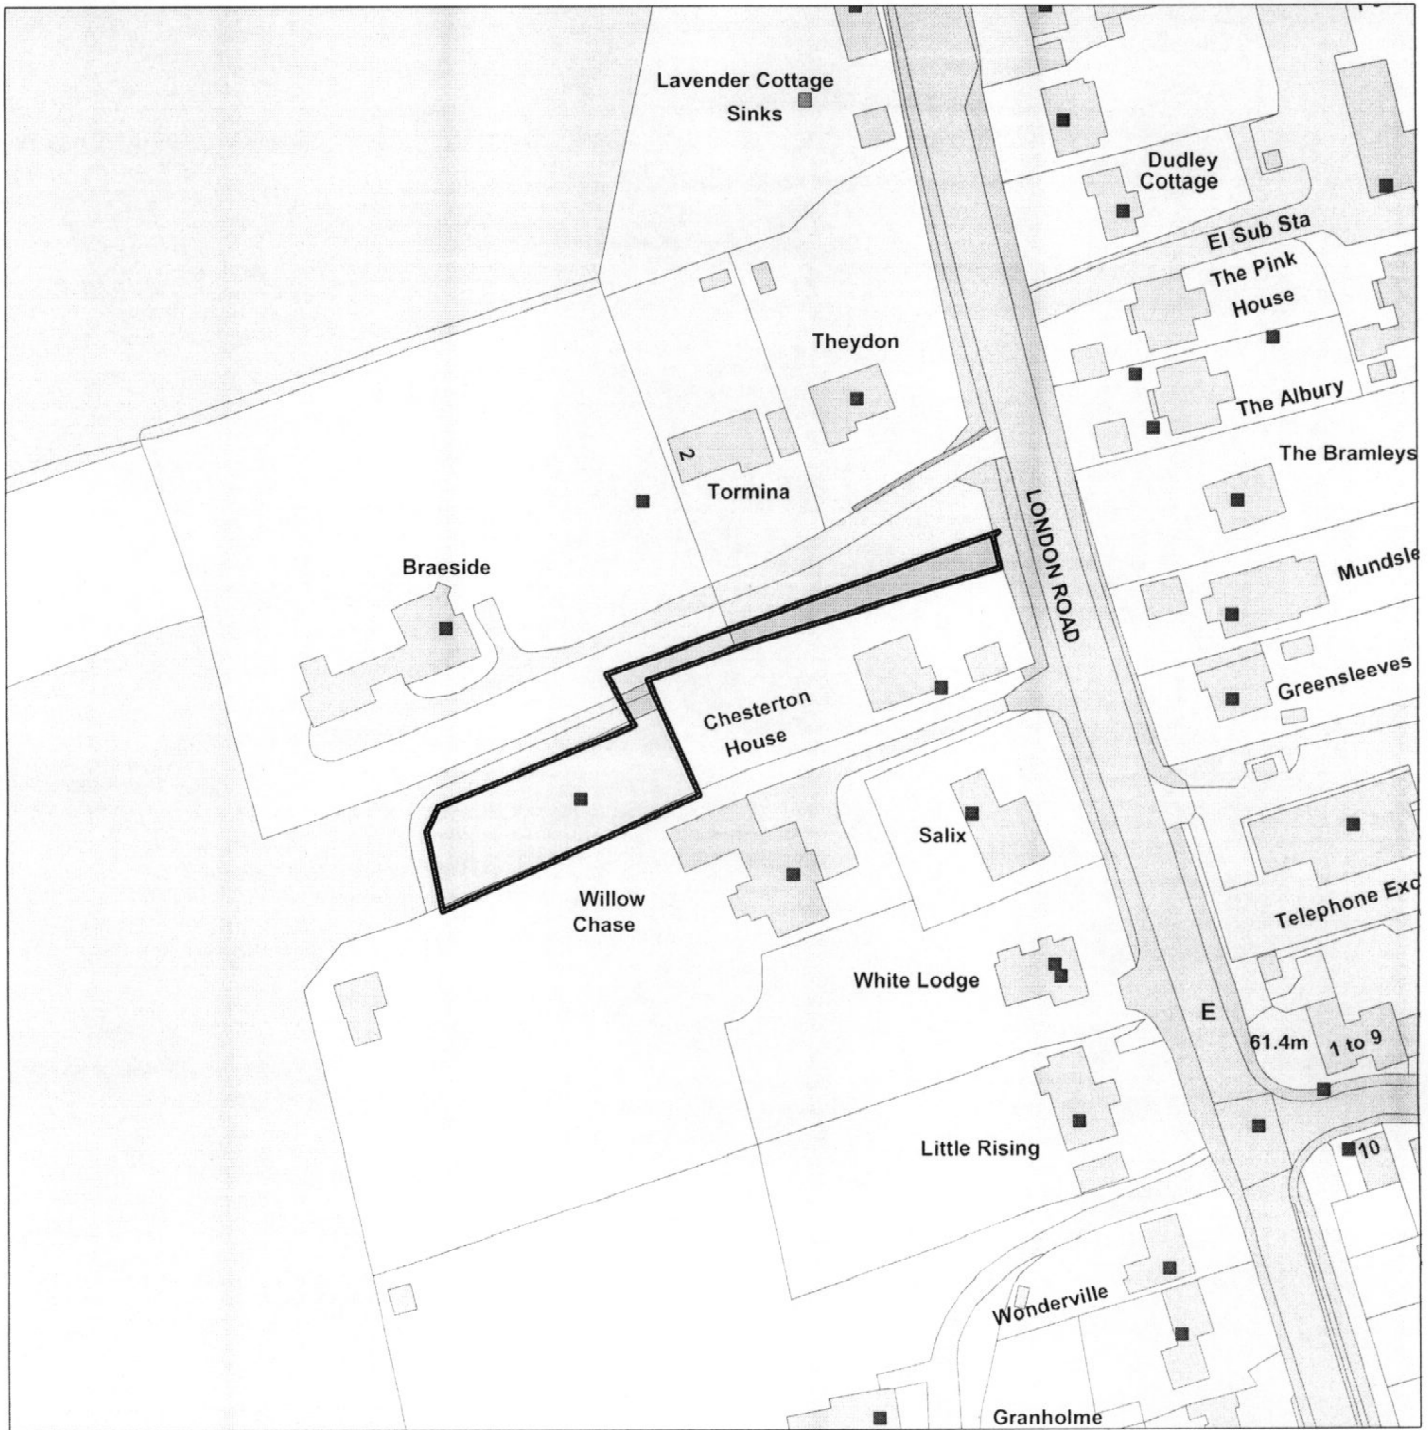 Lavender Cottage
Sinks
Dudley
Cottage
El Sub Sta
The Pink
House
Theydon
The Albury
The Bramleys
2
Tormina
LONDON ROAD
Mundsle
Braeside
Greensleeves
Chesterton
House
Salix
Telephone Exc
Willow
Chase
White Lodge
E
61.4m
1 to 9
Little Rising
10
Wonderville
Granholme